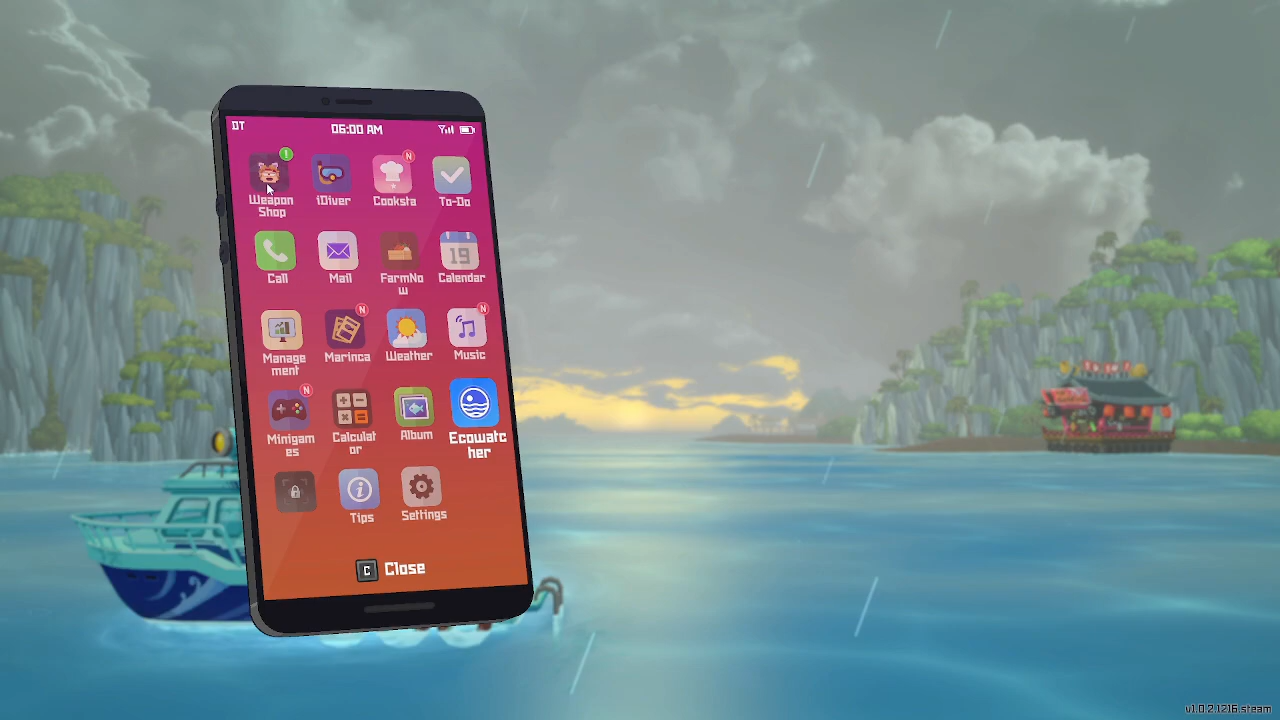 DT 06:00 AM
Weapon
Shop
iDiver
Cooksta
To-Do
Call
Mail
FarmNo
w
19
Calendar
Manage
ment
Marinca
Weather
Music
Minigam
es
Calculat
or
Album
Ecowatc
her
Tips
Settings
C Close
v1.0.2.1216.steam